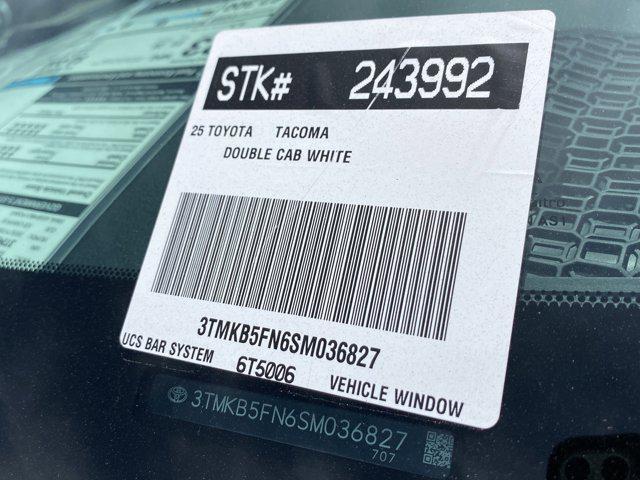 STK# 243992
25 TOYOTA TACOMA
DOUBLE CAB WHITE
3TMKB5FN6SM036827
UCS BAR SYSTEM 6T5006 VEHICLE WINDOW
3TMKB5FN6SM036827
707